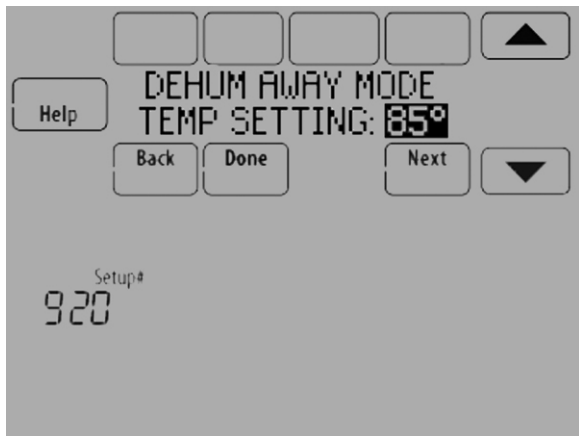 DEHUM AWAY MODE
Help
TEMP SETTING: 85°
Back Done Next
Setup#
920